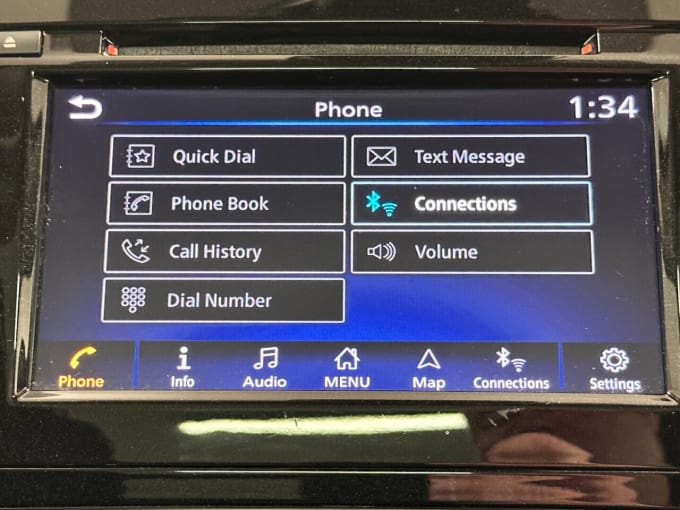 Phone
1:34
Quick Dial
Text Message
Phone Book
Connections
Call History
Volume
Dial Number
Phone
Info
Audio
MENU
Map
Connections
Settings